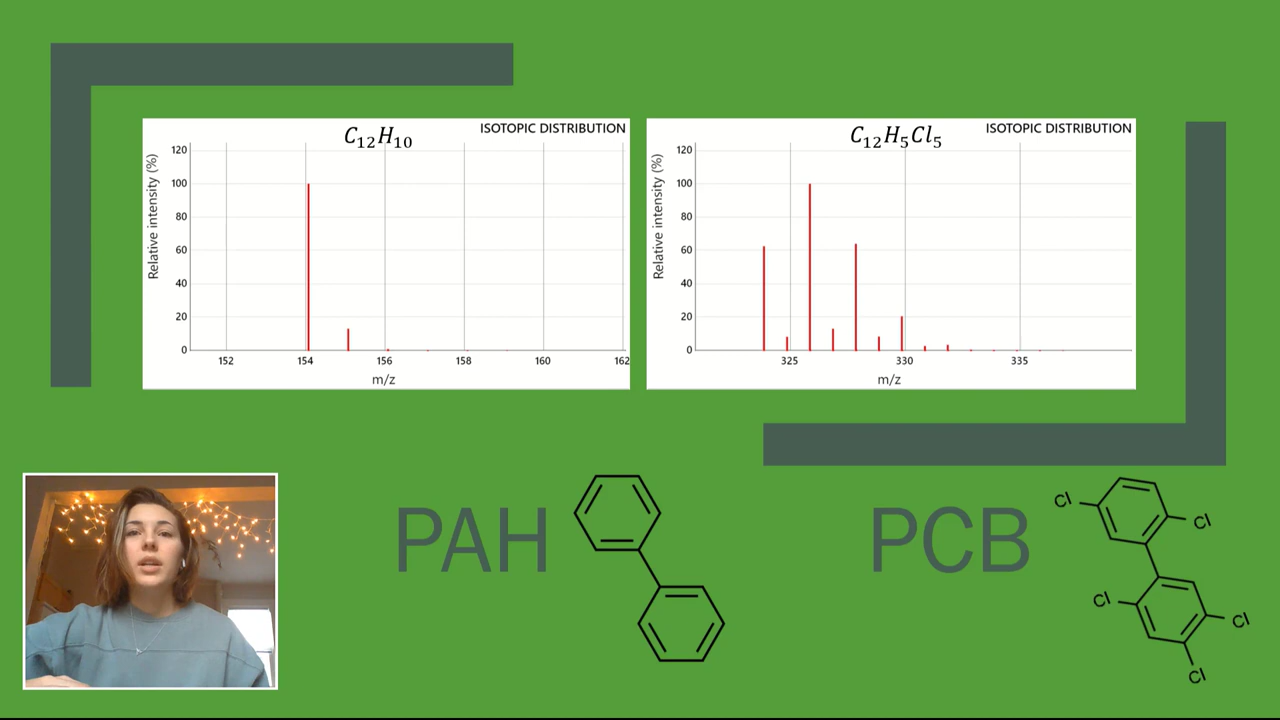 C₁₂H₁₀
ISOTOPIC DISTRIBUTION
Relative intensity (%)
120
100
80
60
40
20
0
152 154 156 158 160 162
m/z
C₁₂H₅Cl₅
ISOTOPIC DISTRIBUTION
Relative intensity (%)
120
100
80
60
40
20
0
325 330 335
m/z
PAH
PCB
Cl
Cl
Cl
Cl
Cl